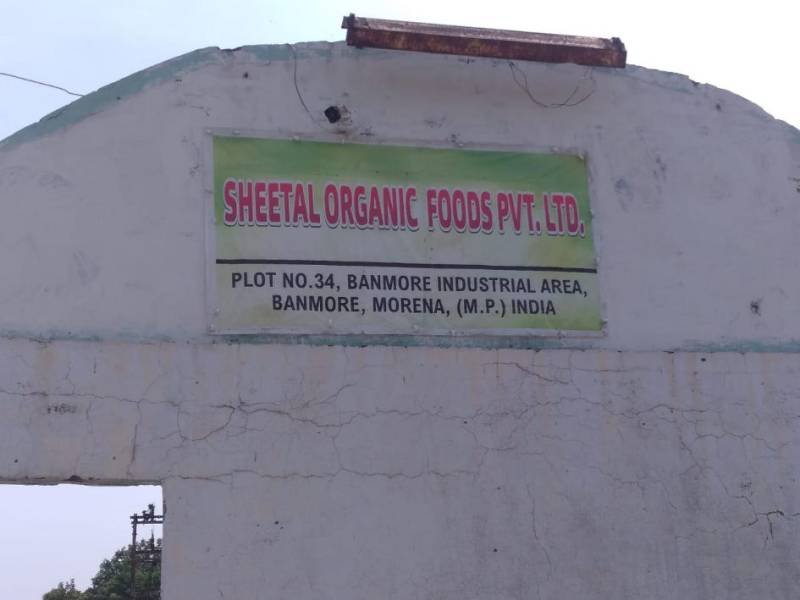 SHEETAL ORGANIC FOODS PVT. LTD.
PLOT NO.34, BANMORE INDUSTRIAL AREA,
BANMORE, MORENA, (M.P.) INDIA